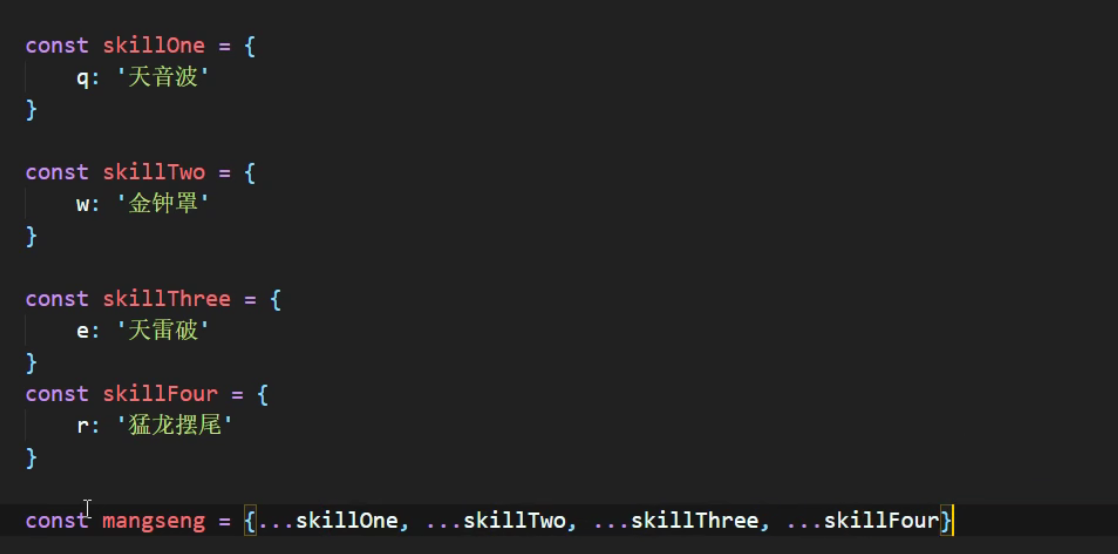 const skillOne = {
    q: '天音波'
}
const skillTwo = {
    w: '金钟罩'
}
const skillThree = {
    e: '天雷破'
}
const skillFour = {
    r: '猛龙摆尾'
}
const mangseng = {...skillOne, ...skillTwo, ...skillThree, ...skillFour}